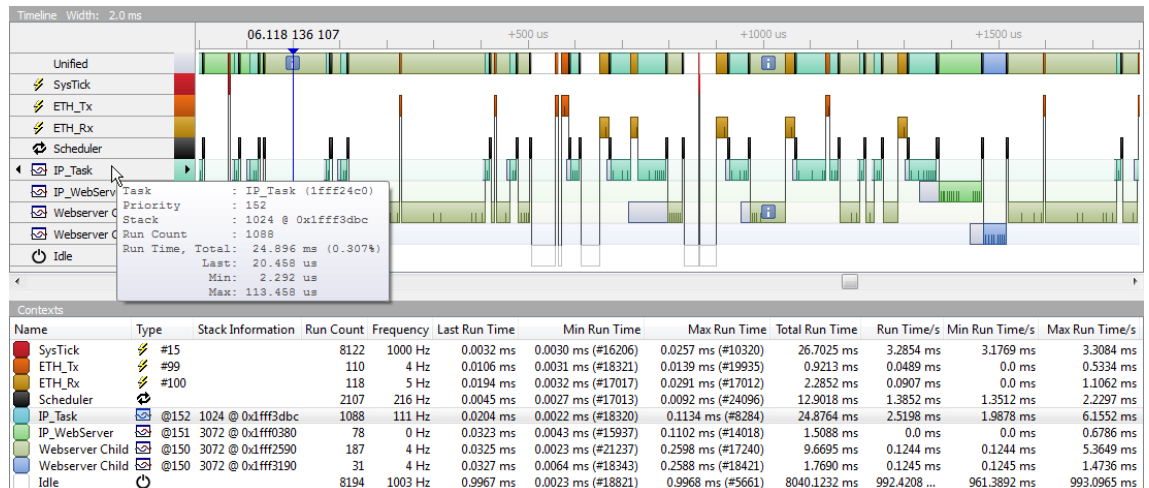 Timeline Width: 2.0 ms
06.118 136 107 +500 us +1000 us +1500 us
Unified
SysTick
ETH_Tx
ETH_Rx
Scheduler
IP_Task
IP_WebServ
Webserver C
Webserver C
Idle
Task : IP_Task (1fff24c0)
Priority : 152
Stack : 1024 @ 0x1fff3dbc
Run Count : 1088
Run Time, Total: 24.896 ms (0.307%)
Last: 20.458 us
Min: 2.292 us
Max: 113.458 us
Contexts
Name Type Stack Information Run Count Frequency Last Run Time Min Run Time Max Run Time Total Run Time Run Time/s Min Run Time/s Max Run Time/s
SysTick #15 8122 1000 Hz 0.0032 ms 0.0030 ms (#16206) 0.0257 ms (#10320) 26.7025 ms 3.2854 ms 3.1769 ms 3.3084 ms
ETH_Tx #99 110 4 Hz 0.0106 ms 0.0031 ms (#18321) 0.0139 ms (#19935) 0.9213 ms 0.0489 ms 0.0 ms 0.5334 ms
ETH_Rx #100 118 5 Hz 0.0194 ms 0.0032 ms (#17017) 0.0291 ms (#17012) 2.2852 ms 0.0907 ms 0.0 ms 1.1062 ms
Scheduler 2107 216 Hz 0.0045 ms 0.0027 ms (#17013) 0.0092 ms (#24096) 12.9018 ms 1.3852 ms 1.3512 ms 2.2297 ms
IP_Task @152 1024 @ 0x1fff3dbc 1088 111 Hz 0.0204 ms 0.0022 ms (#18320) 0.1134 ms (#8284) 24.8764 ms 2.5198 ms 1.9878 ms 6.1552 ms
IP_WebServer @151 3072 @ 0x1fff0380 78 0 Hz 0.0323 ms 0.0043 ms (#15937) 0.1102 ms (#14018) 1.5088 ms 0.0 ms 0.0 ms 0.6786 ms
Webserver Child @150 3072 @ 0x1fff2590 187 4 Hz 0.0325 ms 0.0023 ms (#21237) 0.2598 ms (#17240) 9.6695 ms 0.1244 ms 0.1244 ms 5.3649 ms
Webserver Child @150 3072 @ 0x1fff3190 31 4 Hz 0.0327 ms 0.0064 ms (#18343) 0.2588 ms (#18421) 1.7690 ms 0.1245 ms 0.1245 ms 1.4736 ms
Idle 8194 1003 Hz 0.9967 ms 0.0023 ms (#18821) 0.9968 ms (#5661) 8040.1232 ms 992.4208 ... 961.3892 ms 993.0965 ms